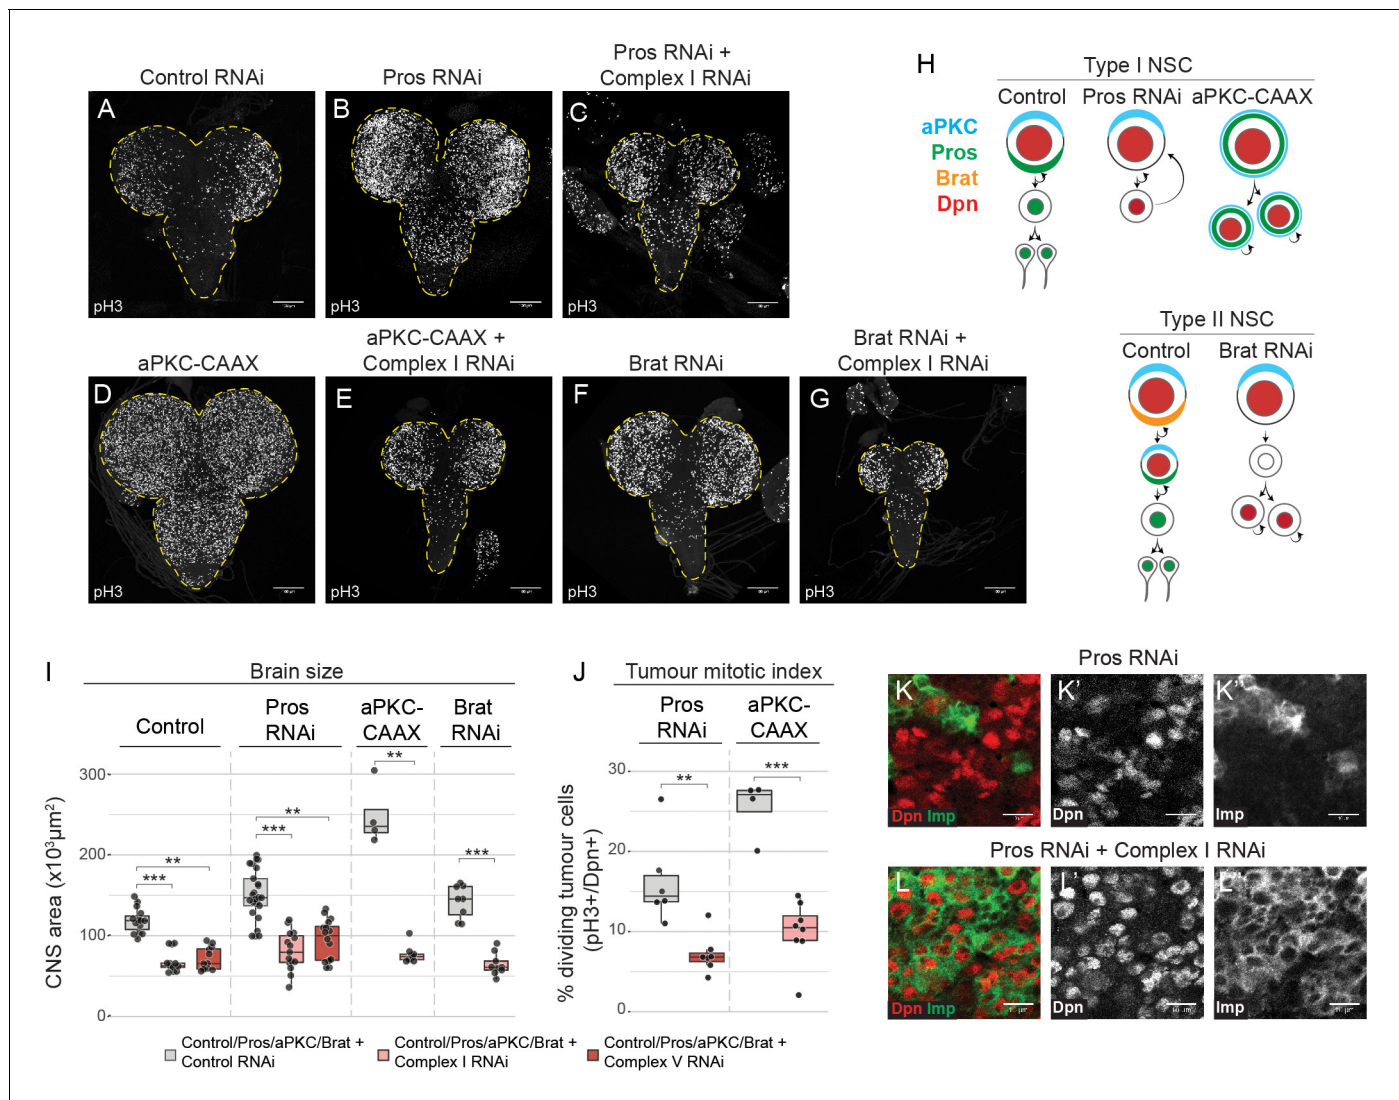 Control RNAi
Pros RNAi
Pros RNAi +
Complex I RNAi
A
pH3
B
pH3
C
pH3
aPKC-CAAX
aPKC-CAAX +
Complex I RNAi
Brat RNAi
Brat RNAi +
Complex I RNAi
D
pH3
E
pH3
F
pH3
G
pH3
H
Type I NSC
Control
Pros RNAi
aPKC-CAAX
aPKC
Pros
Brat
Dpn
Type II NSC
Control
Brat RNAi
I
Brain size
Control
Pros
RNAi
aPKC-
CAAX
Brat
RNAi
CNS area (x10³µm²)
300
200
100
0
***
**
***
**
**
***
J
Tumour mitotic index
Pros
RNAi
aPKC-
CAAX
% dividing tumour cells
(pH3+/Dpn+)
30
20
10
0
**
***
Control/Pros/aPKC/Brat +
Control RNAi
Control/Pros/aPKC/Brat +
Complex I RNAi
Control/Pros/aPKC/Brat +
Complex V RNAi
Pros RNAi
K
Dpn Imp
K'
Dpn
K''
Imp
Pros RNAi + Complex I RNAi
L
Dpn Imp
L'
Dpn
L''
Imp